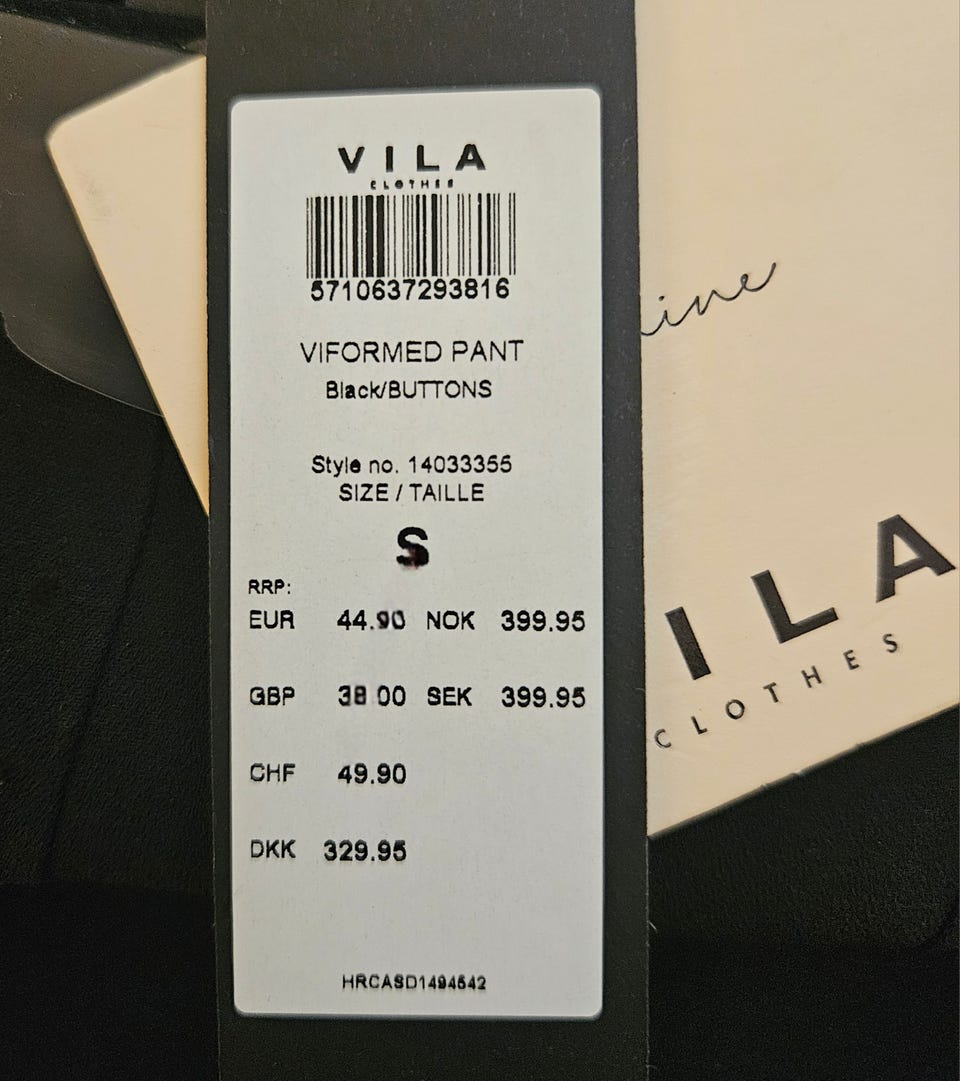 VILA
CLOTHES
5710637293816
VIFORMED PANT
Black/BUTTONS
Style no. 14033355
SIZE / TAILLE
S
RRP:
EUR 44.90 NOK 399.95
GBP 38.00 SEK 399.95
CHF 49.90
DKK 329.95
HRCASD1494542
ine
ILA
CLOTHES